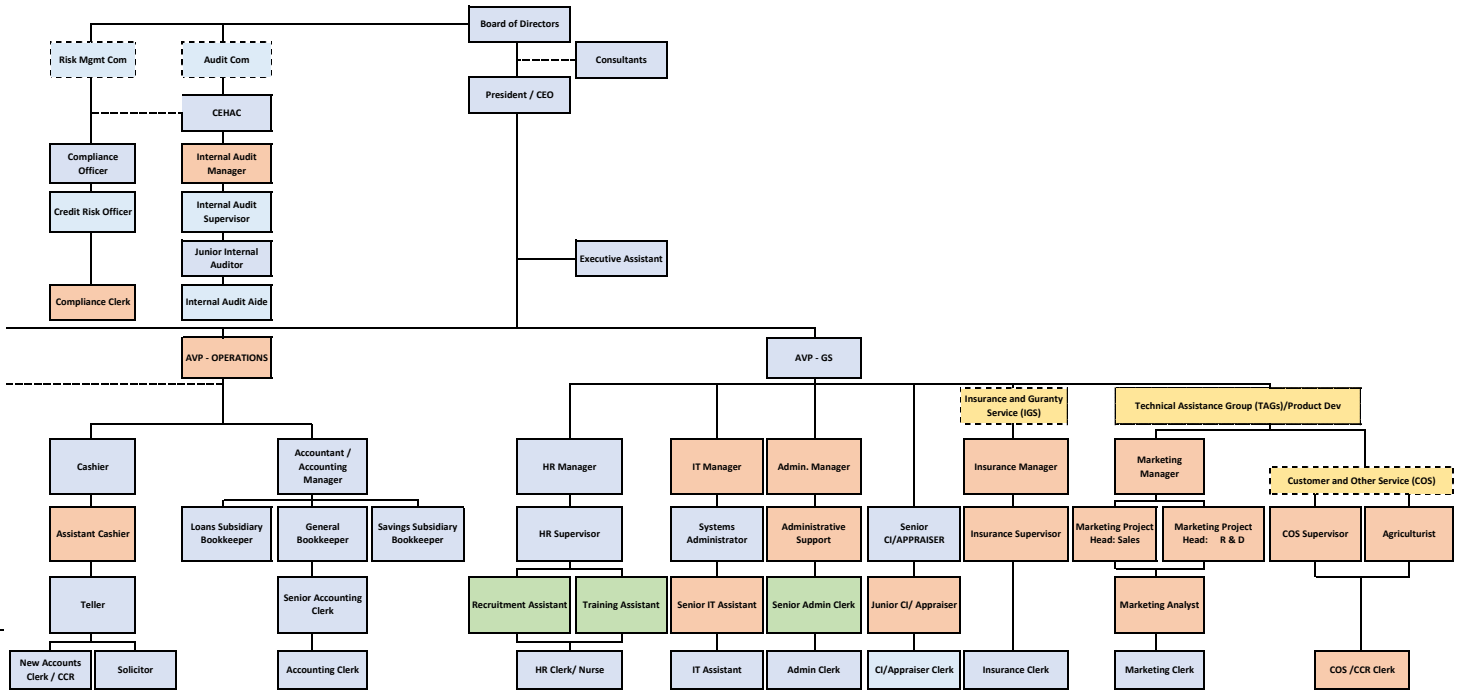 Board of Directors
Risk Mgmt Com
Audit Com
Consultants
President / CEO
CEHAC
Compliance
Officer
Internal Audit
Manager
Credit Risk Officer
Internal Audit
Supervisor
Junior Internal
Auditor
Executive Assistant
Compliance Clerk
Internal Audit Aide
AVP - OPERATIONS
AVP - GS
Insurance and Guranty
Service (IGS)
Technical Assistance Group (TAGs)/Product Dev
Cashier
Accountant /
Accounting
Manager
HR Manager
IT Manager
Admin. Manager
Insurance Manager
Marketing
Manager
Customer and Other Service (COS)
Assistant Cashier
Loans Subsidiary
Bookkeeper
General
Bookkeeper
Savings Subsidiary
Bookkeeper
HR Supervisor
Systems
Administrator
Administrative
Support
Senior
CI/APPRAISER
Insurance Supervisor
Marketing Project
Head: Sales
Marketing Project
Head: R & D
COS Supervisor
Agriculturist
Teller
Senior Accounting
Clerk
Recruitment Assistant
Training Assistant
Senior IT Assistant
Senior Admin Clerk
Junior CI/ Appraiser
Marketing Analyst
New Accounts
Clerk / CCR
Solicitor
Accounting Clerk
HR Clerk/ Nurse
IT Assistant
Admin Clerk
CI/Appraiser Clerk
Insurance Clerk
Marketing Clerk
COS /CCR Clerk